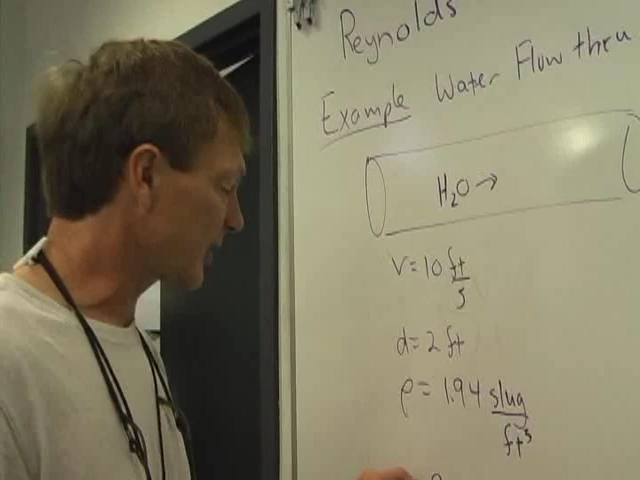 Reynolds
Example Water Flow thru
H₂O →
V = 10 ft/s
d = 2 ft
ρ = 1.94 slug/ft³